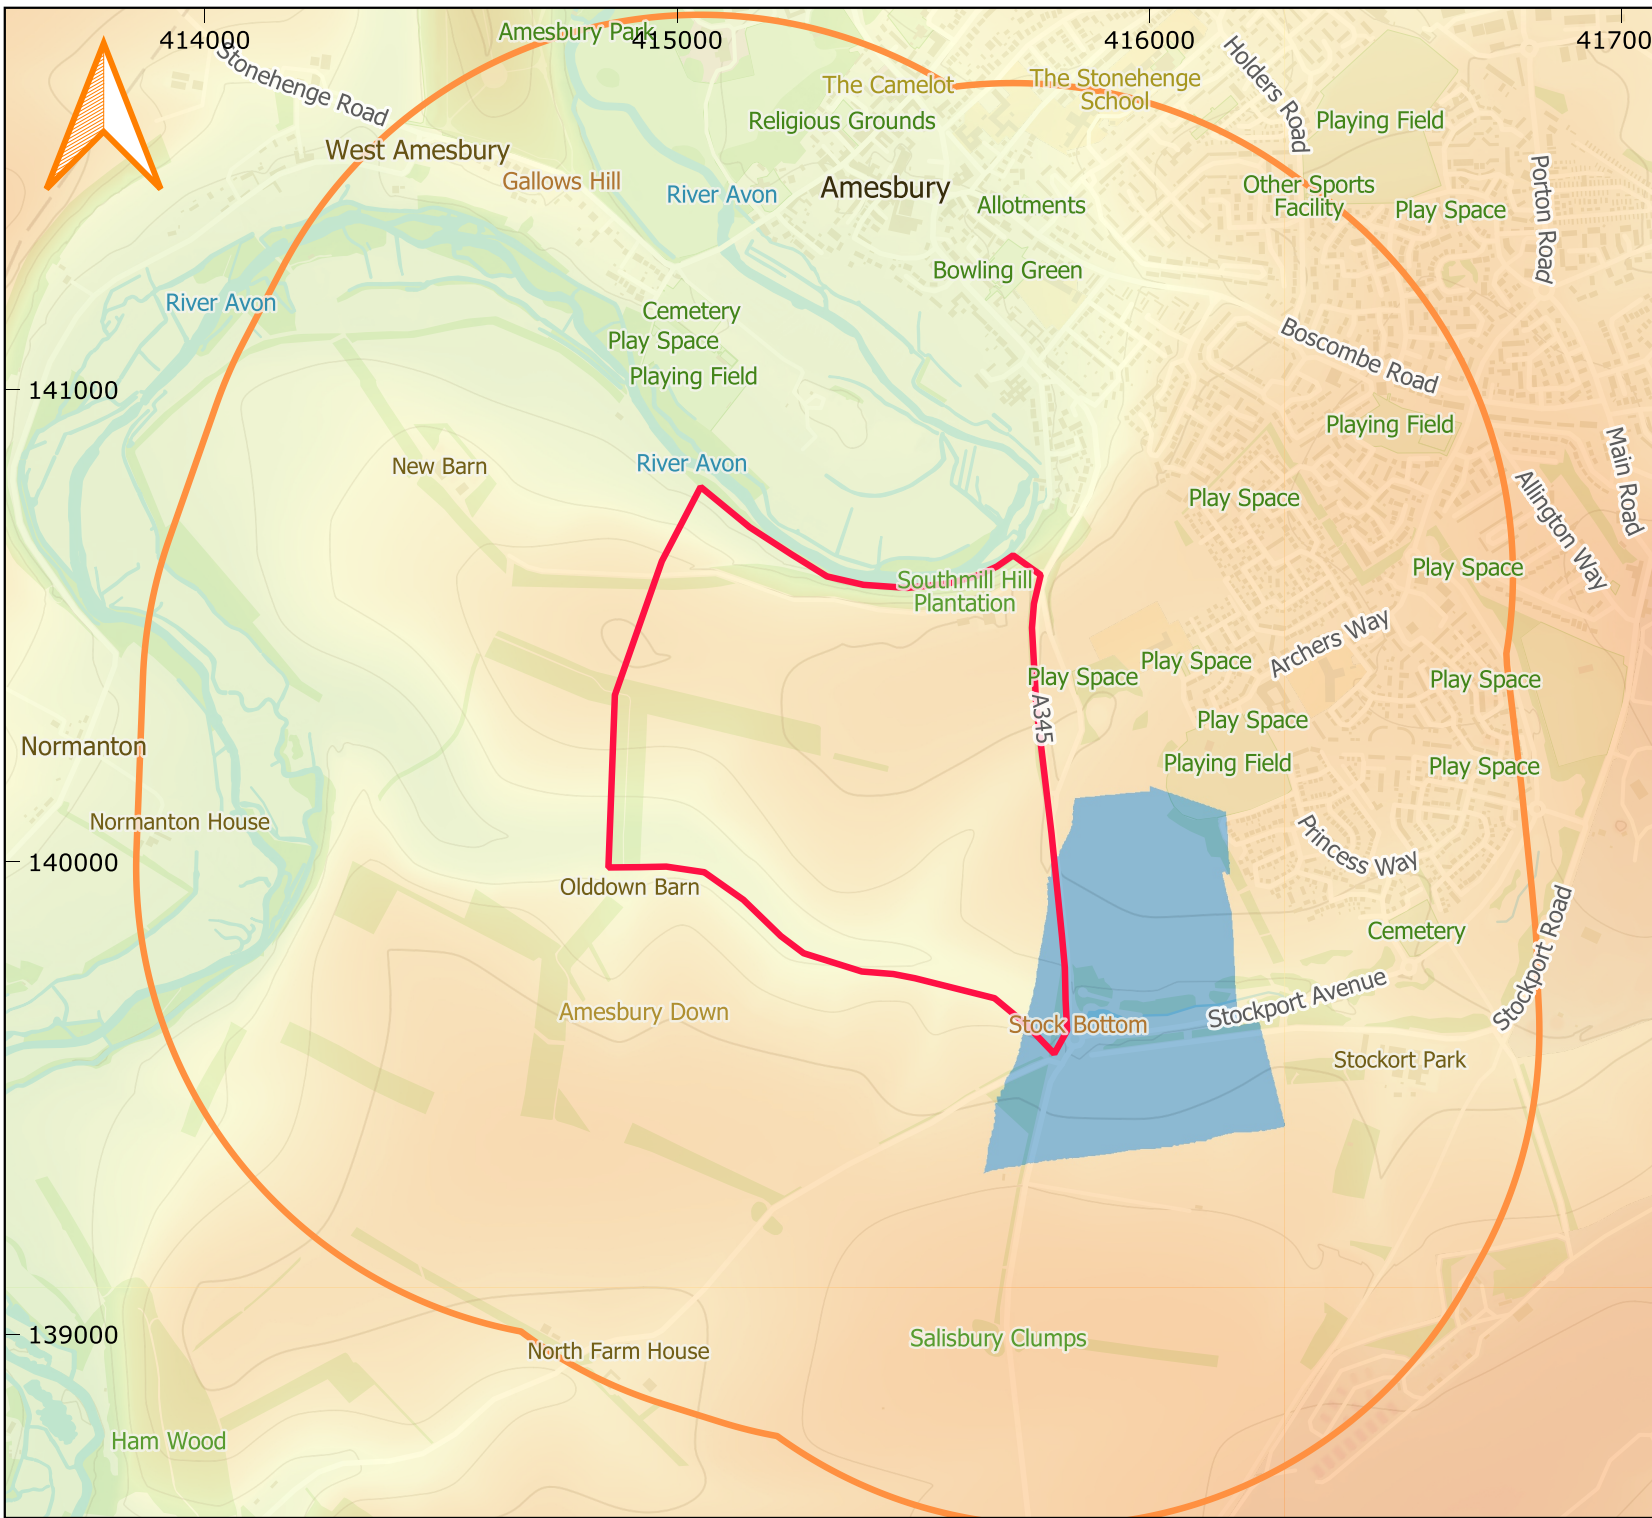 Amesbury Park
414000
415000
416000
41700
Stonehenge Road
The Camelot
The Stonehenge
School
Holders Road
Religious Grounds
Playing Field
West Amesbury
Gallows Hill
River Avon
Amesbury
Allotments
Other Sports
Facility
Play Space
Porton Road
Bowling Green
River Avon
Cemetery
Play Space
Playing Field
Boscombe Road
141000
Playing Field
New Barn
River Avon
Play Space
Main Road
Allington Way
Southmill Hill
Plantation
Play Space
Archers Way
Play Space
Play Space
Play Space
A345
Play Space
Normanton
Playing Field
Play Space
Normanton House
Princess Way
140000
Olddown Barn
Cemetery
Stockport Road
Amesbury Down
Stockport Avenue
Stock Bottom
Stockort Park
139000
North Farm House
Salisbury Clumps
Ham Wood